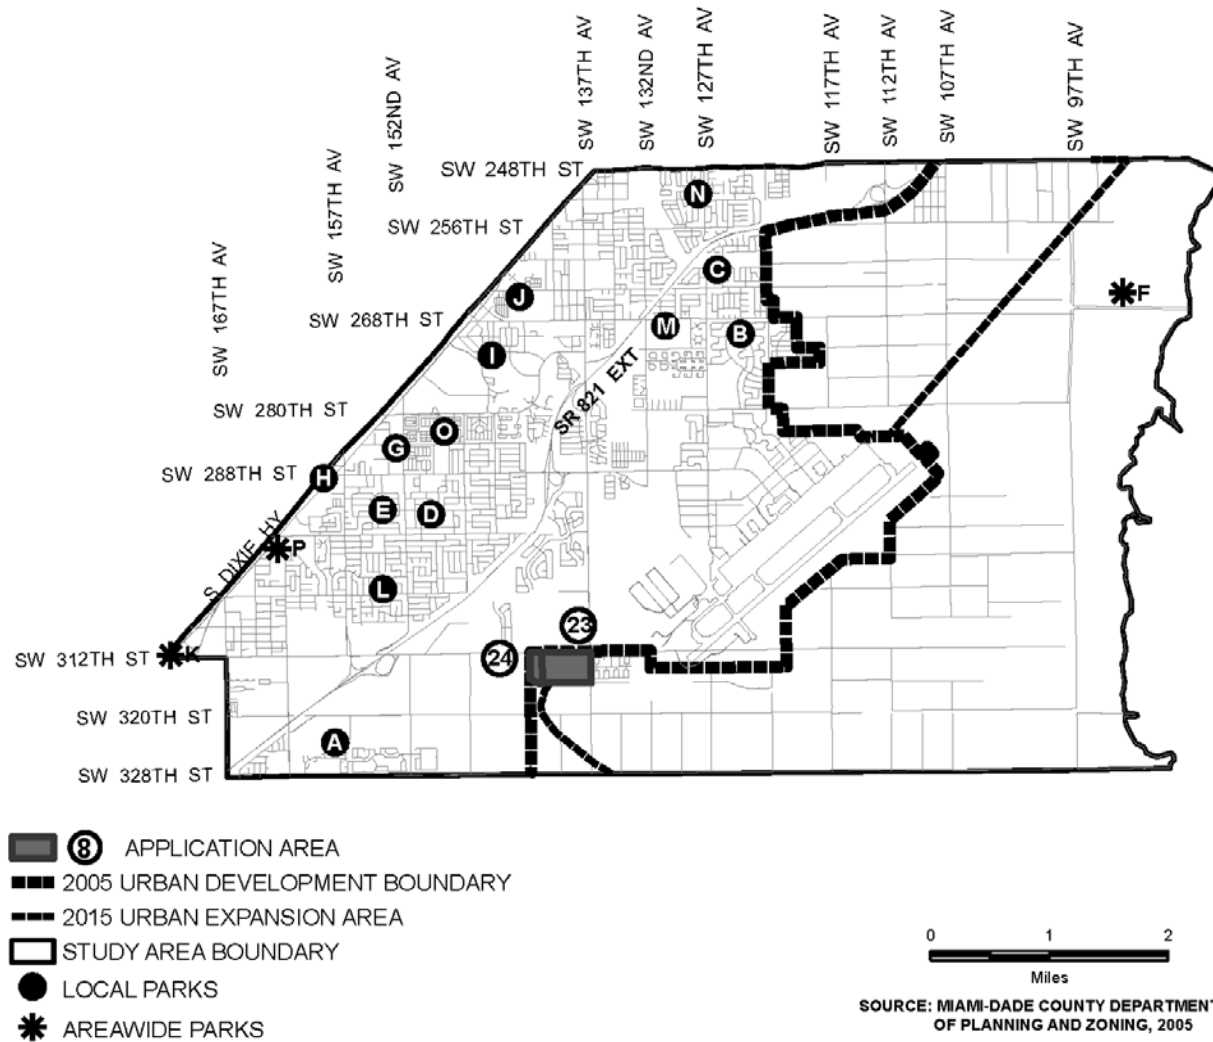 SW 137TH AV
SW 132ND AV
SW 127TH AV
SW 117TH AV
SW 112TH AV
SW 107TH AV
SW 97TH AV
SW 152ND AV
SW 157TH AV
SW 167TH AV
SW 248TH ST
N
SW 256TH ST
C
J
F
SW 268TH ST
M
B
I
SR 821 EXT
SW 280TH ST
O
G
SW 288TH ST
H
E
D
S DIXIE HY
P
L
23
24
SW 312TH ST
K
SW 320TH ST
A
SW 328TH ST
8 APPLICATION AREA
2005 URBAN DEVELOPMENT BOUNDARY
2015 URBAN EXPANSION AREA
STUDY AREA BOUNDARY
LOCAL PARKS
AREAWIDE PARKS
0 1 2
Miles
SOURCE: MIAMI-DADE COUNTY DEPARTMENT
OF PLANNING AND ZONING, 2005